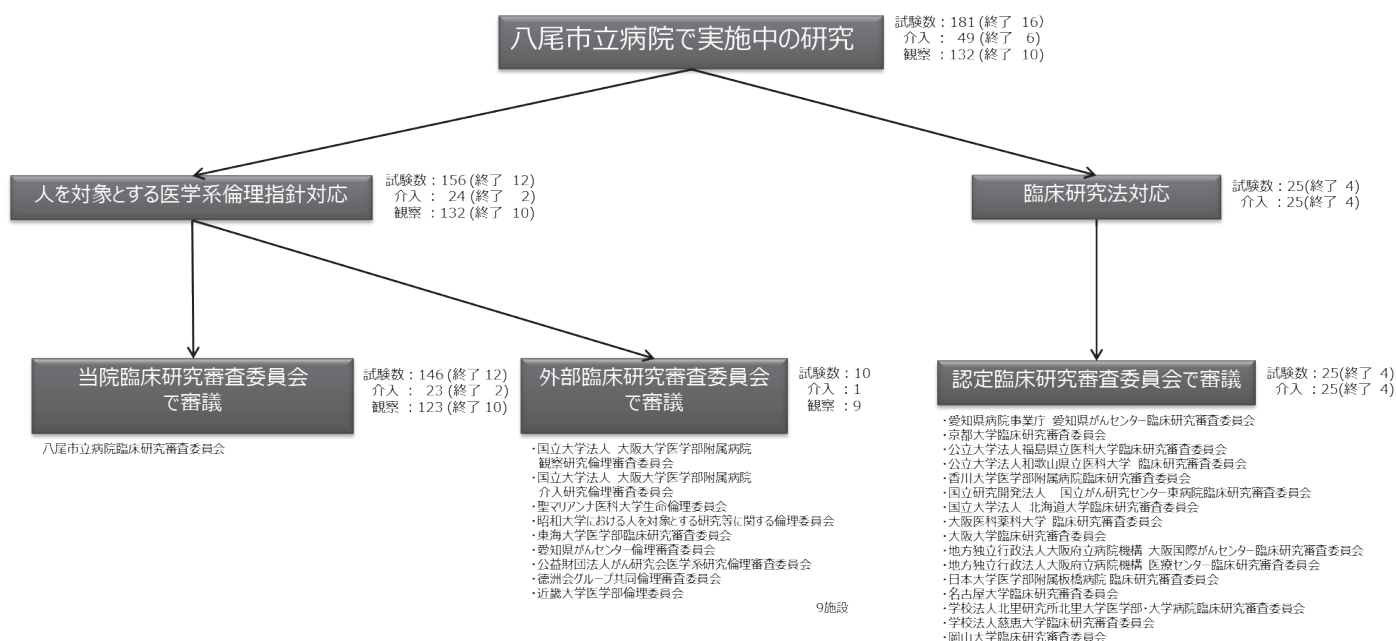 八尾市立病院で実施中の研究
試験数：181(終了 16)
介入：49(終了 6)
観察：132(終了 10)
人を対象とする医学系倫理指針対応
試験数：156(終了 12)
介入：24(終了 2)
観察：132(終了 10)
臨床研究法対応
試験数：25(終了 4)
介入：25(終了 4)
当院臨床研究審査委員会
で審議
試験数：146(終了12)
介入：23(終了 2)
観察：123(終了10)
八尾市立病院臨床研究審査委員会
外部臨床研究審査委員会
で審議
試験数：10
介入：1
観察：9
・国立大学法人 大阪大学医学部附属病院
観察研究倫理審査委員会
・国立大学法人 大阪大学医学部附属病院
介入研究倫理審査委員会
・聖マリアンナ医科大学生命倫理委員会
・昭和大学における人を対象とする研究等に関する倫理委員会
・東海大学医学部臨床研究審査委員会
・愛知県がんセンター倫理審査委員会
・公益財団法人がん研究会医学系研究倫理審査委員会
・徳洲会グループ共同倫理審査委員会
・近畿大学医学部倫理委員会
9施設
認定臨床研究審査委員会で審議
試験数：25(終了 4)
介入：25(終了 4)
・愛知県病院事業庁 愛知県がんセンター臨床研究審査委員会
・京都大学臨床研究審査委員会
・公立大学法人福島県立医科大学臨床研究審査委員会
・公立大学法人和歌山県立医科大学 臨床研究審査委員会
・香川大学医学部附属病院臨床研究審査委員会
・国立研究開発法人 国立がん研究センター東病院臨床研究審査委員会
・国立大学法人 北海道大学臨床研究審査委員会
・大阪医科薬科大学 臨床研究審査委員会
・大阪大学臨床研究審査委員会
・地方独立行政法人大阪府立病院機構 大阪国際がんセンター臨床研究審査委員会
・地方独立行政法人大阪府立病院機構 医療センター臨床研究審査委員会
・日本大学医学部附属板橋病院 臨床研究審査委員会
・名古屋大学臨床研究審査委員会
・学校法人北里研究所北里大学医学部・大学病院臨床研究審査委員会
・学校法人慈恵大学臨床研究審査委員会
・岡山大学臨床研究審査委員会